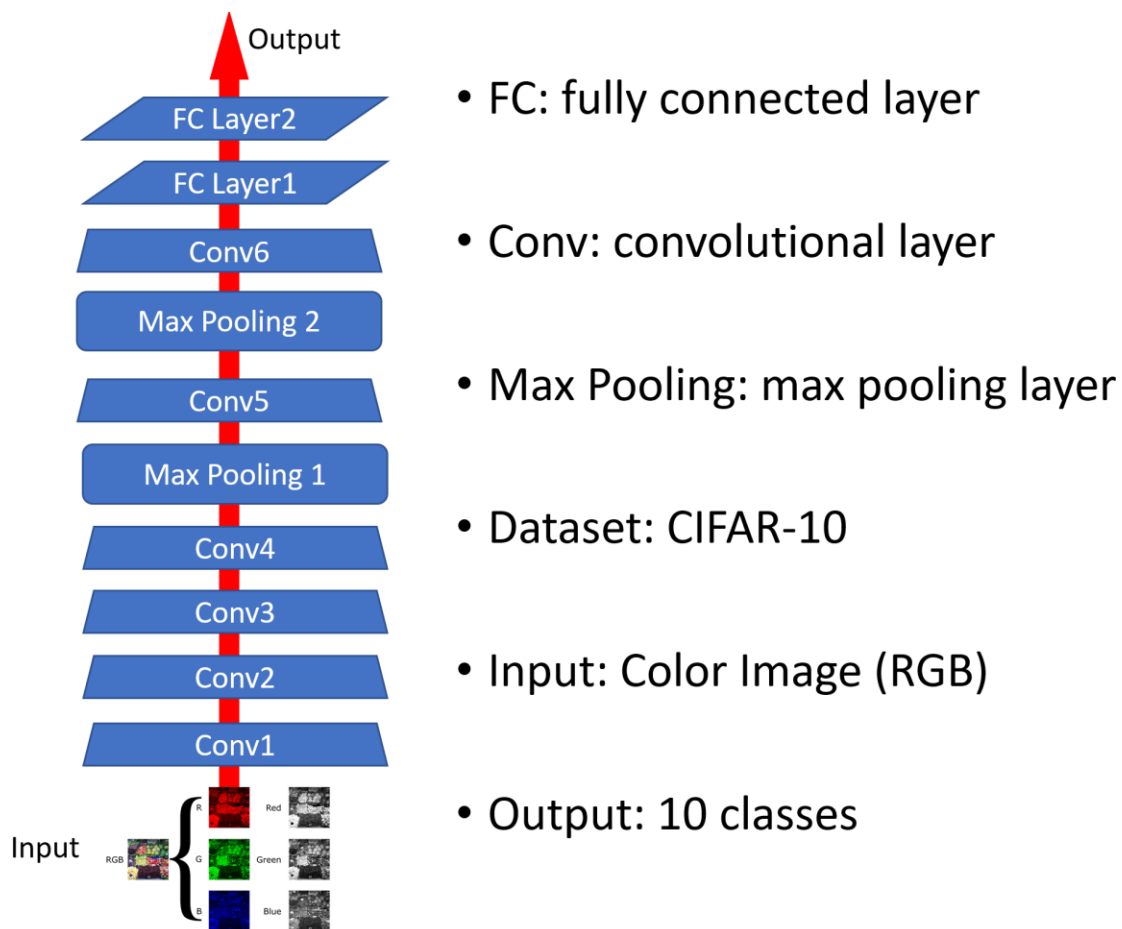 Output
FC Layer2
FC Layer1
Conv6
Max Pooling 2
Conv5
Max Pooling 1
Conv4
Conv3
Conv2
Conv1
Input
RGB
R
Red
G
Green
B
Blue
• FC: fully connected layer
• Conv: convolutional layer
• Max Pooling: max pooling layer
• Dataset: CIFAR-10
• Input: Color Image (RGB)
• Output: 10 classes